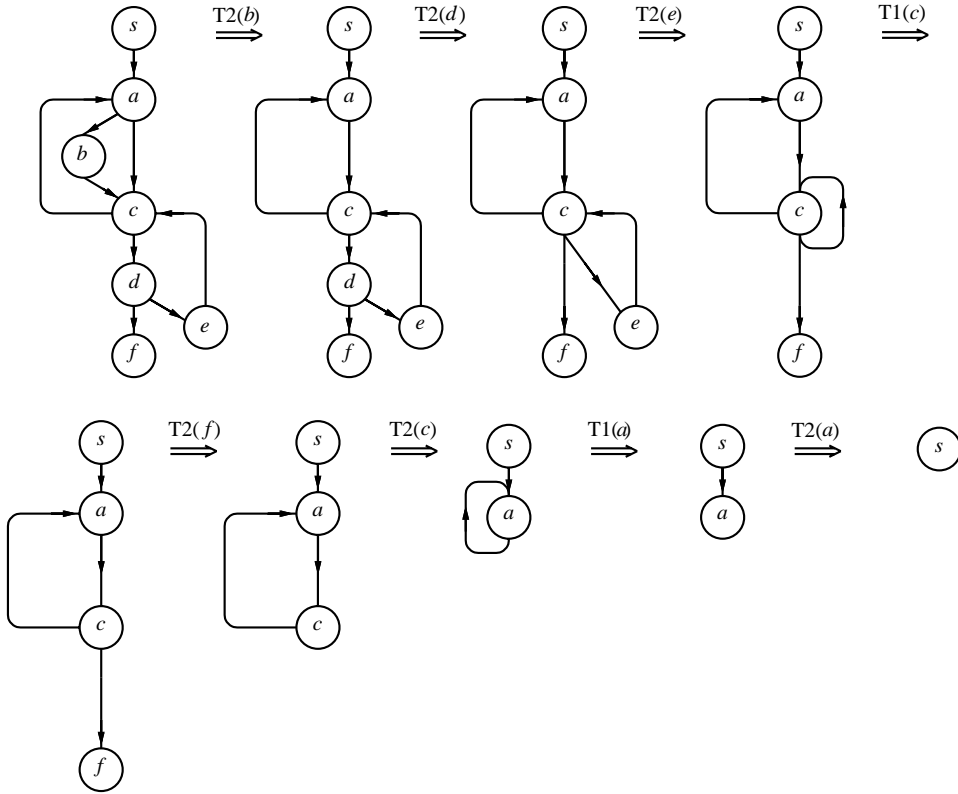 s T2(b) s T2(d) s T2(e) s T1(c)
a a a a
b
c c c c
d d
e e e
f f f f
s T2(f) s T2(c) s T1(a) s T2(a) s
a a a a
c c
f